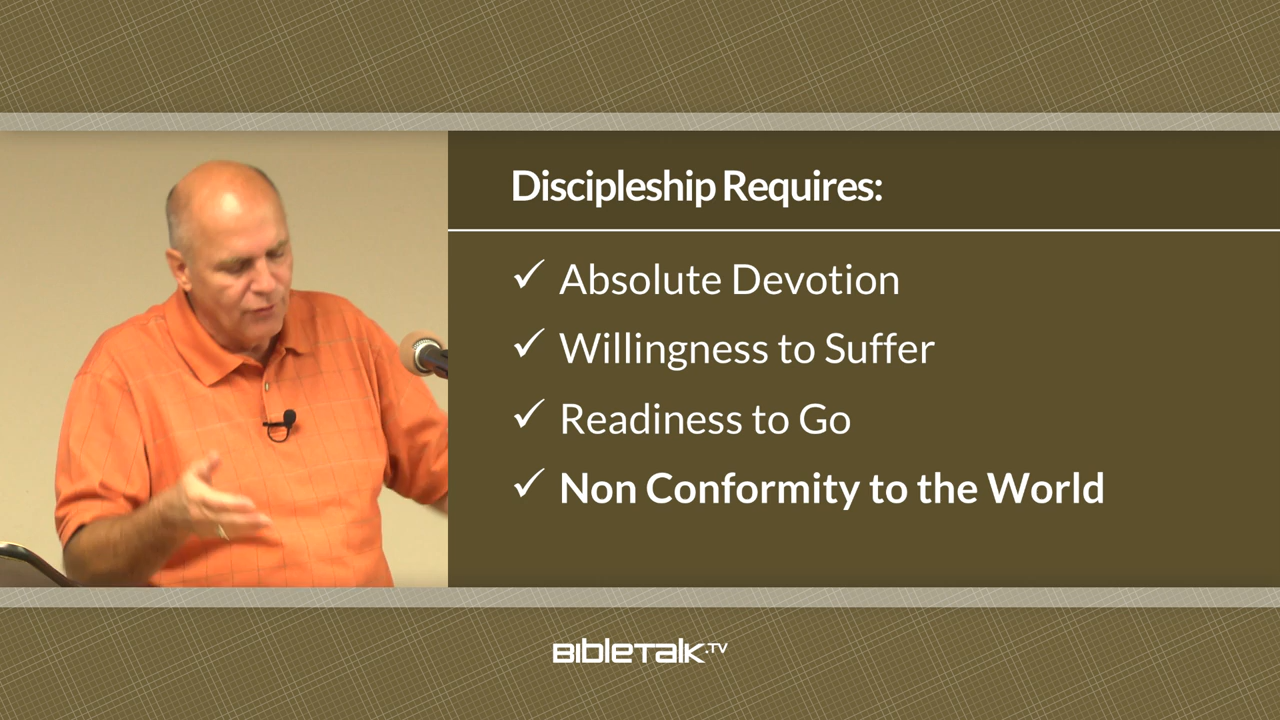 Discipleship Requires:
✓ Absolute Devotion
✓ Willingness to Suffer
✓ Readiness to Go
✓ Non Conformity to the World
BibleTalk.TV